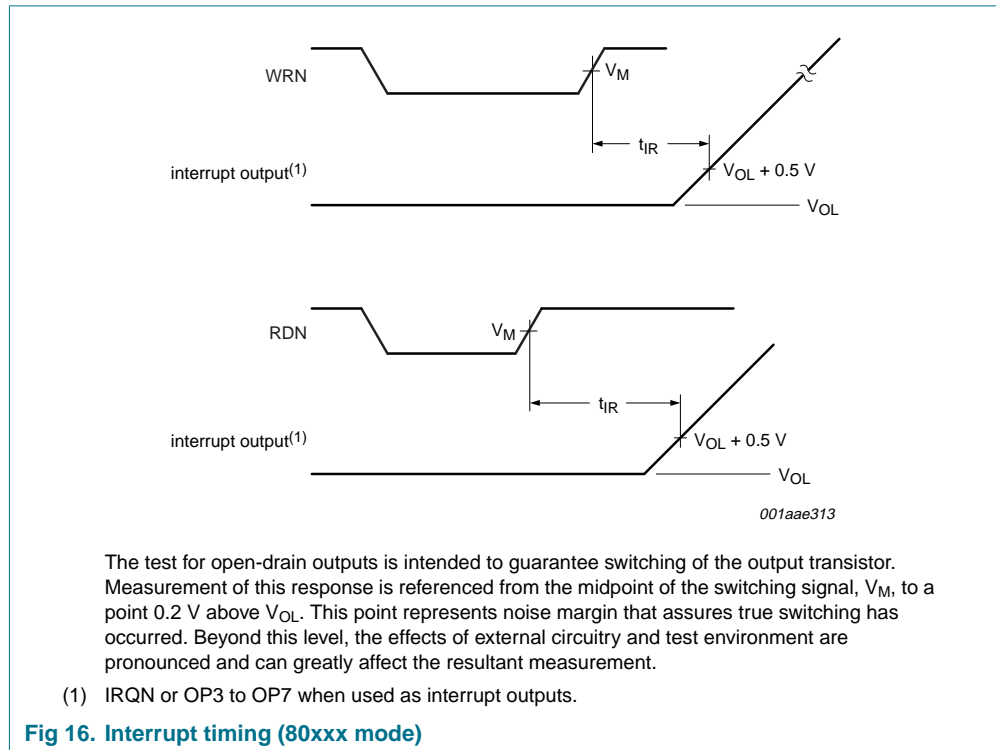 WRN
V_M
t_IR
interrupt output(1)
V_OL + 0.5 V
V_OL
RDN
V_M
t_IR
interrupt output(1)
V_OL + 0.5 V
V_OL
001aae313
The test for open-drain outputs is intended to guarantee switching of the output transistor.
Measurement of this response is referenced from the midpoint of the switching signal, V_M, to a
point 0.2 V above V_OL. This point represents noise margin that assures true switching has
occurred. Beyond this level, the effects of external circuitry and test environment are
pronounced and can greatly affect the resultant measurement.
(1) IRQN or OP3 to OP7 when used as interrupt outputs.
Fig 16. Interrupt timing (80xxx mode)